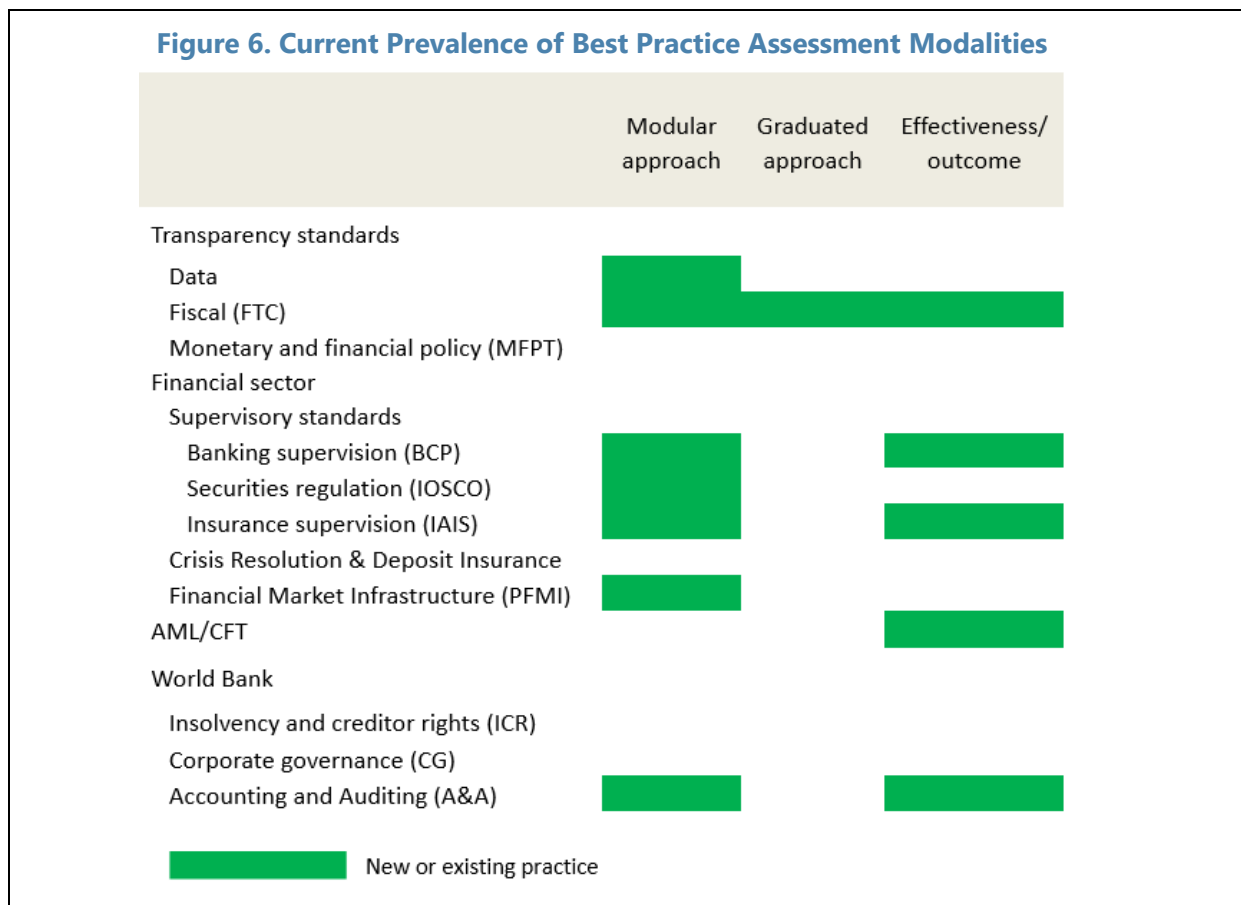 Figure 6. Current Prevalence of Best Practice Assessment Modalities
Modular approach
Graduated approach
Effectiveness/ outcome
Transparency standards
Data
Fiscal (FTC)
Monetary and financial policy (MFPT)
Financial sector
Supervisory standards
Banking supervision (BCP)
Securities regulation (IOSCO)
Insurance supervision (IAIS)
Crisis Resolution & Deposit Insurance
Financial Market Infrastructure (PFMI)
AML/CFT
World Bank
Insolvency and creditor rights (ICR)
Corporate governance (CG)
Accounting and Auditing (A&A)
New or existing practice